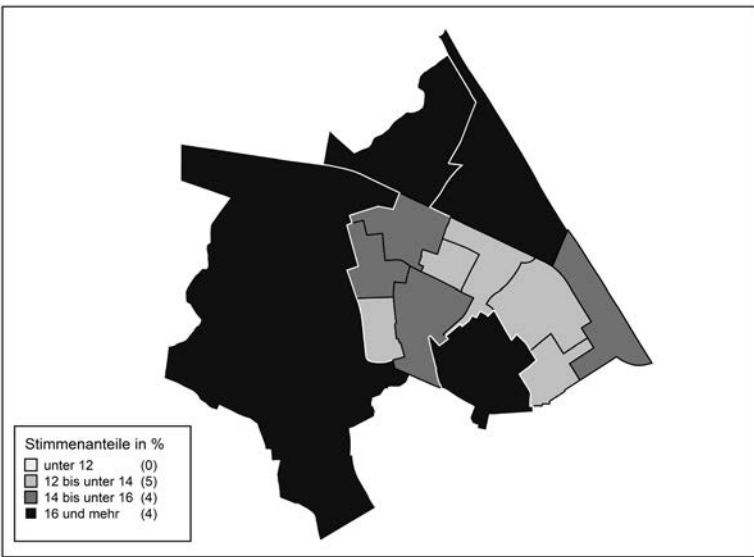 Stimmenanteile in %
unter 12 (0)
12 bis unter 14 (5)
14 bis unter 16 (4)
16 und mehr (4)